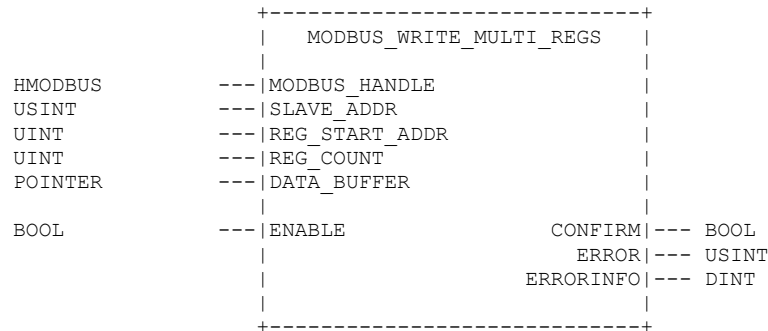 +-----------------------------+
| MODBUS_WRITE_MULTI_REGS |
| |
HMODBUS ---|MODBUS_HANDLE |
USINT ---|SLAVE_ADDR |
UINT ---|REG_START_ADDR |
UINT ---|REG_COUNT |
POINTER ---|DATA_BUFFER |
| |
BOOL ---|ENABLE CONFIRM|--- BOOL
| ERROR|--- USINT
| ERRORINFO|--- DINT
| |
+-----------------------------+